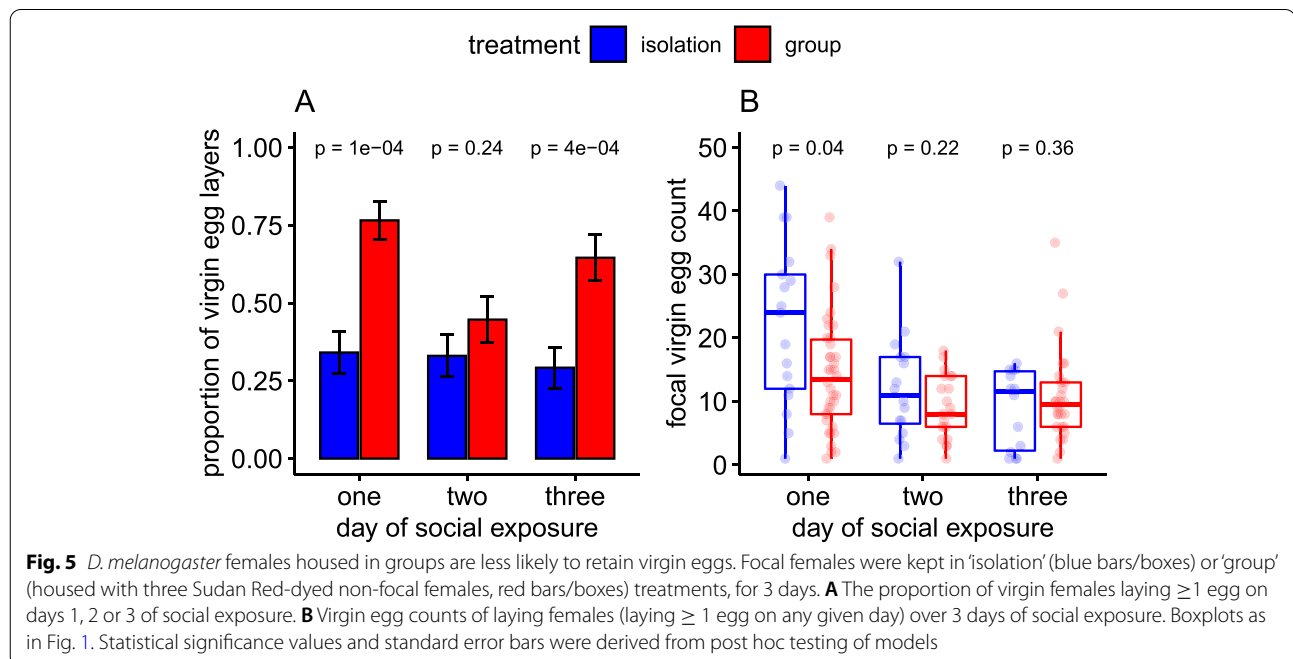 treatment isolation group
A
proportion of virgin egg layers
p = 1e−04 p = 0.24 p = 4e−04
1.00
0.75
0.50
0.25
0.00
one two three
day of social exposure
B
focal virgin egg count
p = 0.04 p = 0.22 p = 0.36
50
40
30
20
10
0
one two three
day of social exposure
Fig. 5 D. melanogaster females housed in groups are less likely to retain virgin eggs. Focal females were kept in ‘isolation’ (blue bars/boxes) or ‘group’
(housed with three Sudan Red-dyed non-focal females, red bars/boxes) treatments, for 3 days. A The proportion of virgin females laying ≥1 egg on
days 1, 2 or 3 of social exposure. B Virgin egg counts of laying females (laying ≥ 1 egg on any given day) over 3 days of social exposure. Boxplots as
in Fig. 1. Statistical significance values and standard error bars were derived from post hoc testing of models